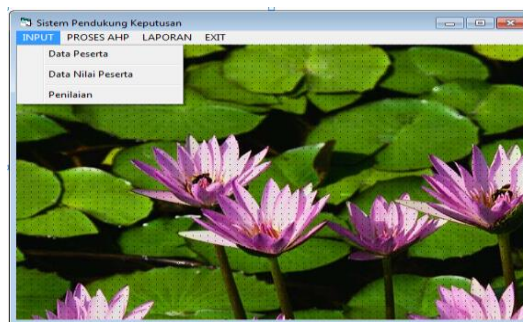 Sistem Pendukung Keputusan
INPUT PROSES AHP LAPORAN EXIT
Data Peserta
Data Nilai Peserta
Penilaian